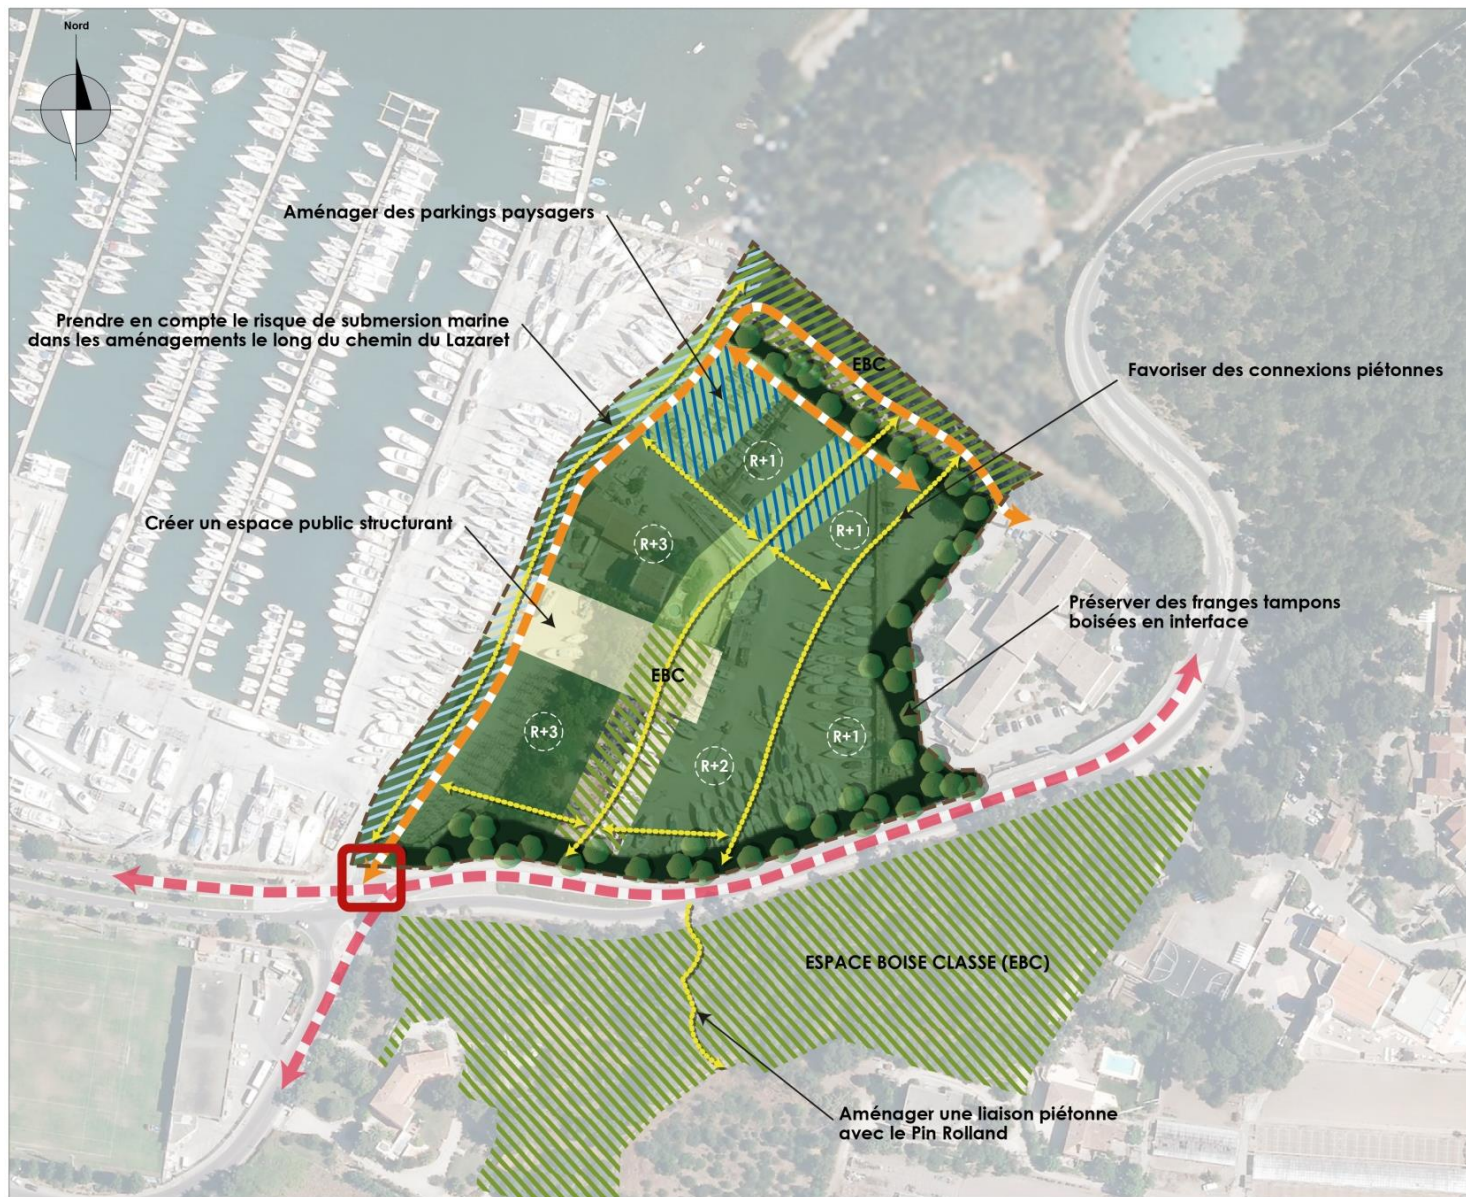 Nord
Aménager des parkings paysagers
Prendre en compte le risque de submersion marine
dans les aménagements le long du chemin du Lazaret
EBC
Favoriser des connexions piétonnes
R+1
Créer un espace public structurant
R+3
R+1
Préserver des franges tampons
boisées en interface
EBC
R+3
R+2
R+1
ESPACE BOISE CLASSE (EBC)
Aménager une liaison piétonne
avec le Pin Rolland